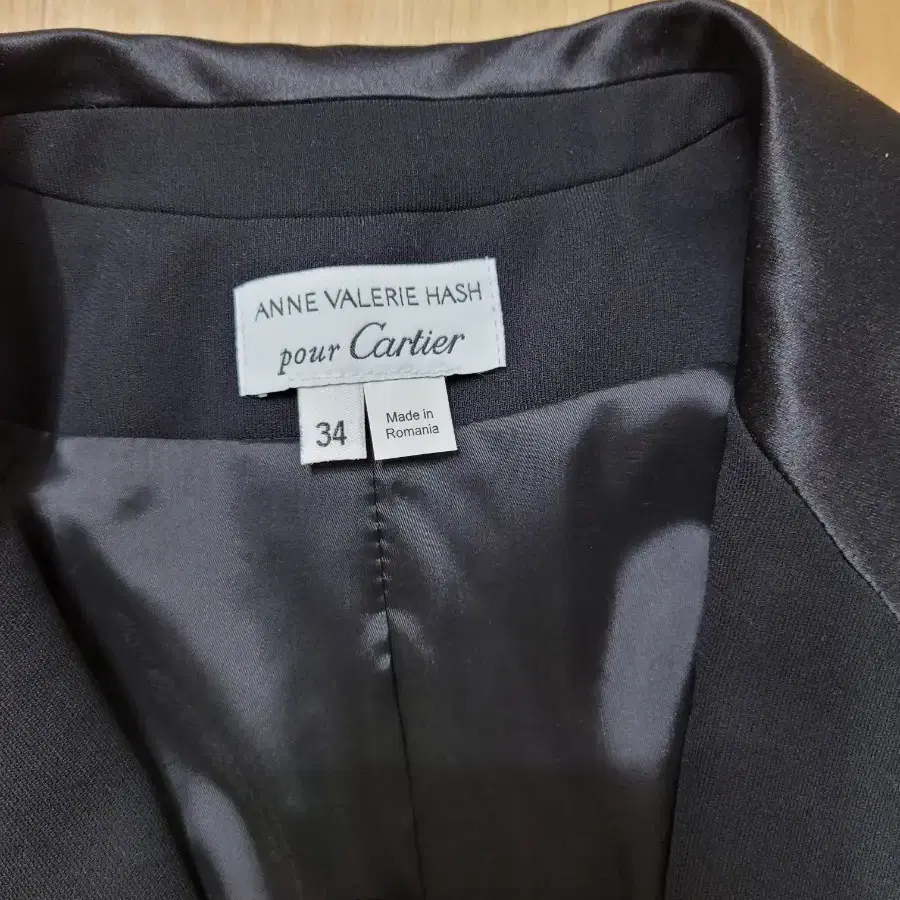 ANNE VALERIE HASH
pour Cartier
34
Made in
Romania